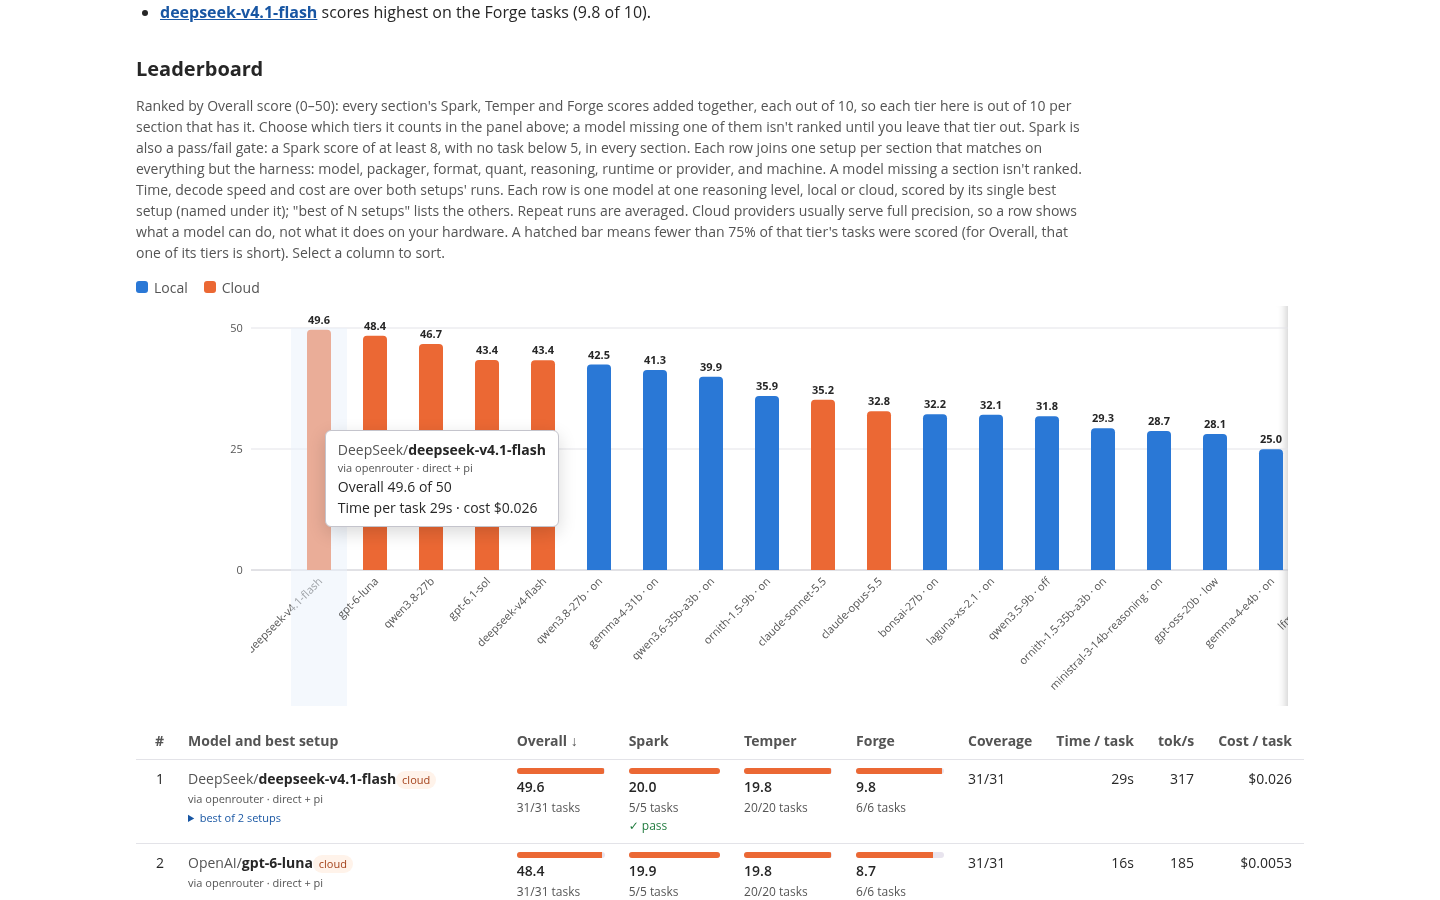 deepseek-v4.1-flash scores highest on the Forge tasks (9.8 of 10).
Leaderboard
Ranked by Overall score (0–50): every section's Spark, Temper and Forge scores added together, each out of 10, so each tier here is out of 10 per
section that has it. Choose which tiers it counts in the panel above; a model missing one of them isn't ranked until you leave that tier out. Spark is
also a pass/fail gate: a Spark score of at least 8, with no task below 5, in every section. Each row joins one setup per section that matches on
everything but the harness: model, packager, format, quant, reasoning, runtime or provider, and machine. A model missing a section isn't ranked.
Time, decode speed and cost are over both setups' runs. Each row is one model at one reasoning level, local or cloud, scored by its single best
setup (named under it); "best of N setups" lists the others. Repeat runs are averaged. Cloud providers usually serve full precision, so a row shows
what a model can do, not what it does on your hardware. A hatched bar means fewer than 75% of that tier's tasks were scored (for Overall, that
one of its tiers is short). Select a column to sort.
Local Cloud
50
25
0
49.6 48.4 46.7 43.4 43.4 42.5 41.3 39.9 35.9 35.2 32.8 32.2 32.1 31.8 29.3 28.7 28.1 25.0
DeepSeek/deepseek-v4.1-flash
via openrouter · direct + pi
Overall 49.6 of 50
Time per task 29s · cost $0.026
deepseek-v4.1-flash
gpt-6-luna
qwen3.8-27b
gpt-6.1-sol
deepseek-v4-flash
qwen3.8-27b · on
gemma-4-31b · on
qwen3.6-35b-a3b · on
ornith-1.5-9b · on
claude-sonnet-5.5
claude-opus-5.5
bonsai-27b · on
laguna-xs-2.1 · on
qwen3.5-9b · off
ornith-1.5-35b-a3b · on
ministral-3-14b-reasoning · on
gpt-oss-20b · low
gemma-4-e4b · on
# Model and best setup Overall ↓ Spark Temper Forge Coverage Time / task tok/s Cost / task
1 DeepSeek/deepseek-v4.1-flash cloud 49.6 20.0 19.8 9.8 31/31 29s 317 $0.026
via openrouter · direct + pi 31/31 tasks 5/5 tasks 20/20 tasks 6/6 tasks
▶ best of 2 setups ✓ pass
2 OpenAI/gpt-6-luna cloud 48.4 19.9 19.8 8.7 31/31 16s 185 $0.0053
via openrouter · direct + pi 31/31 tasks 5/5 tasks 20/20 tasks 6/6 tasks